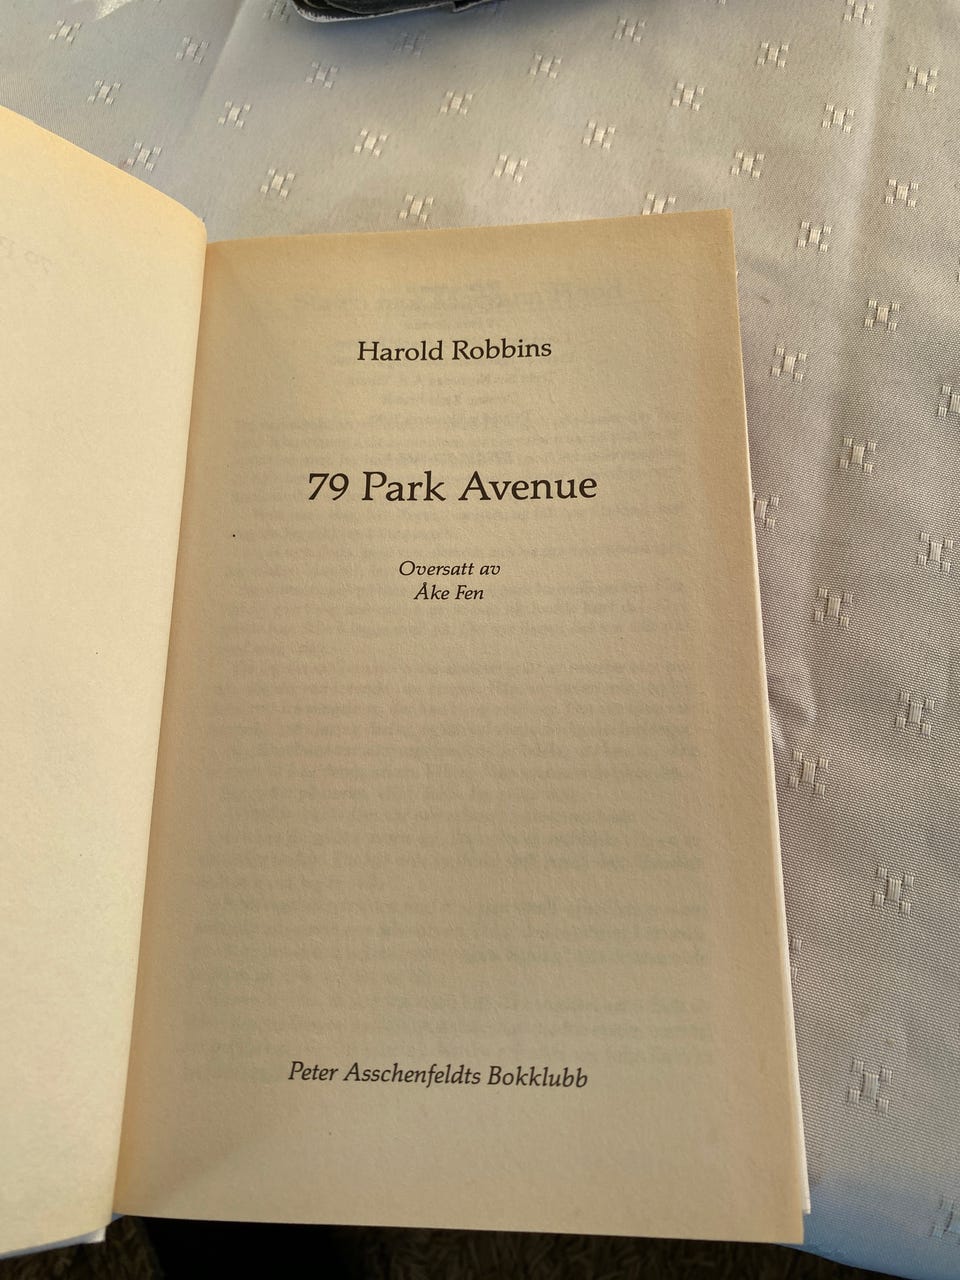 Harold Robbins
79 Park Avenue
Oversatt av
Åke Fen
Peter Asschenfeldts Bokklubb